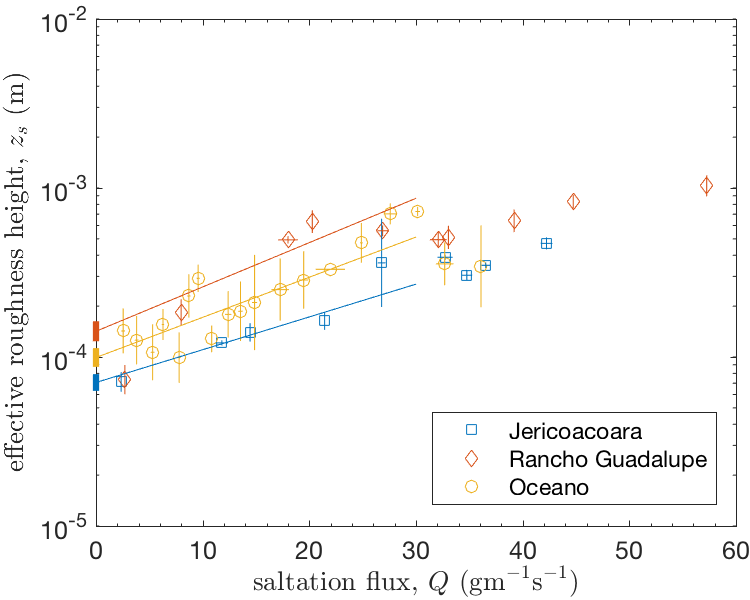 10^-2
10^-3
10^-4
10^-5
effective roughness height, z_s (m)
0 10 20 30 40 50 60
saltation flux, Q (gm^−1s^−1)
Jericoacoara
Rancho Guadalupe
Oceano